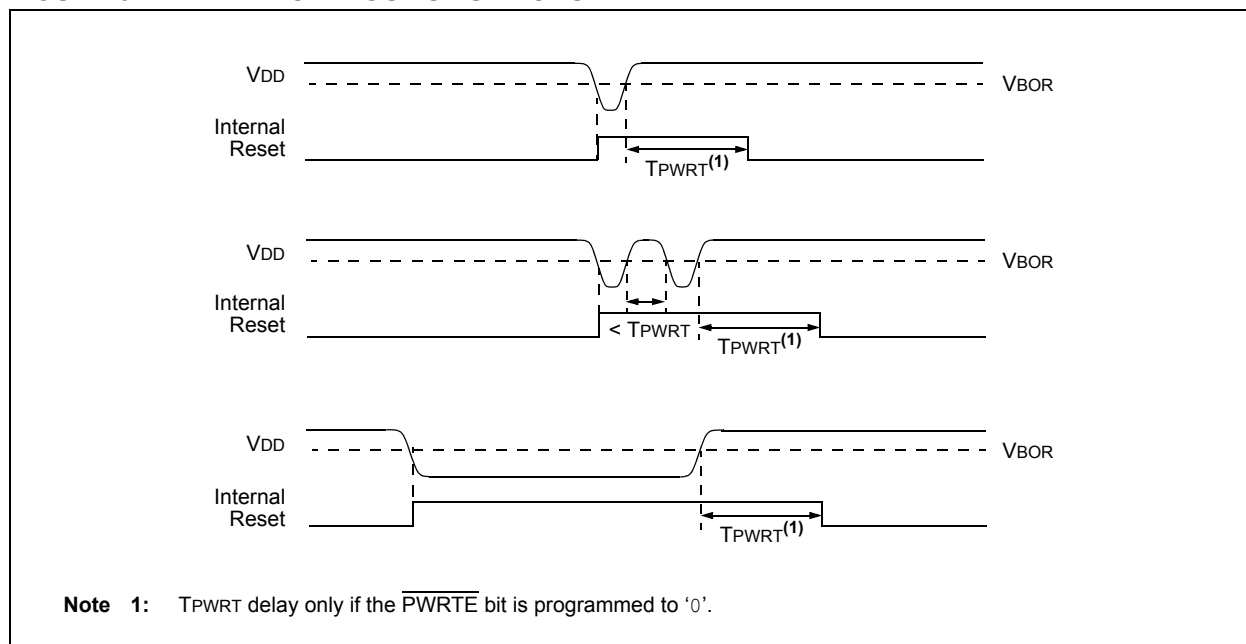 VDD
VBOR
Internal
Reset
TPWRT(1)
VDD
VBOR
Internal
Reset
< TPWRT
TPWRT(1)
VDD
VBOR
Internal
Reset
TPWRT(1)
Note 1: TPWRT delay only if the PWRTE bit is programmed to ‘0’.